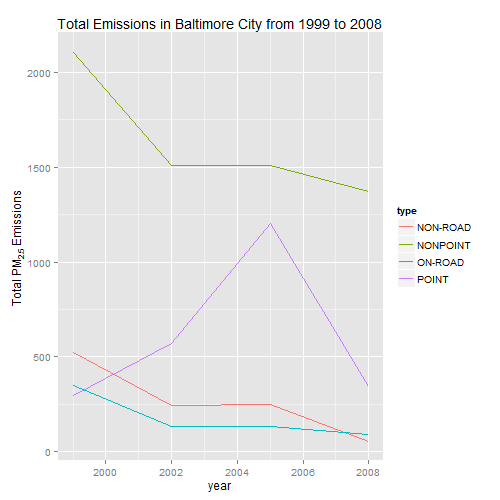 Total Emissions in Baltimore City from 1999 to 2008
Total PM2.5 Emissions
2000
1500
1000
500
0
2000
2002
2004
2006
2008
year
type
NON-ROAD
NONPOINT
ON-ROAD
POINT